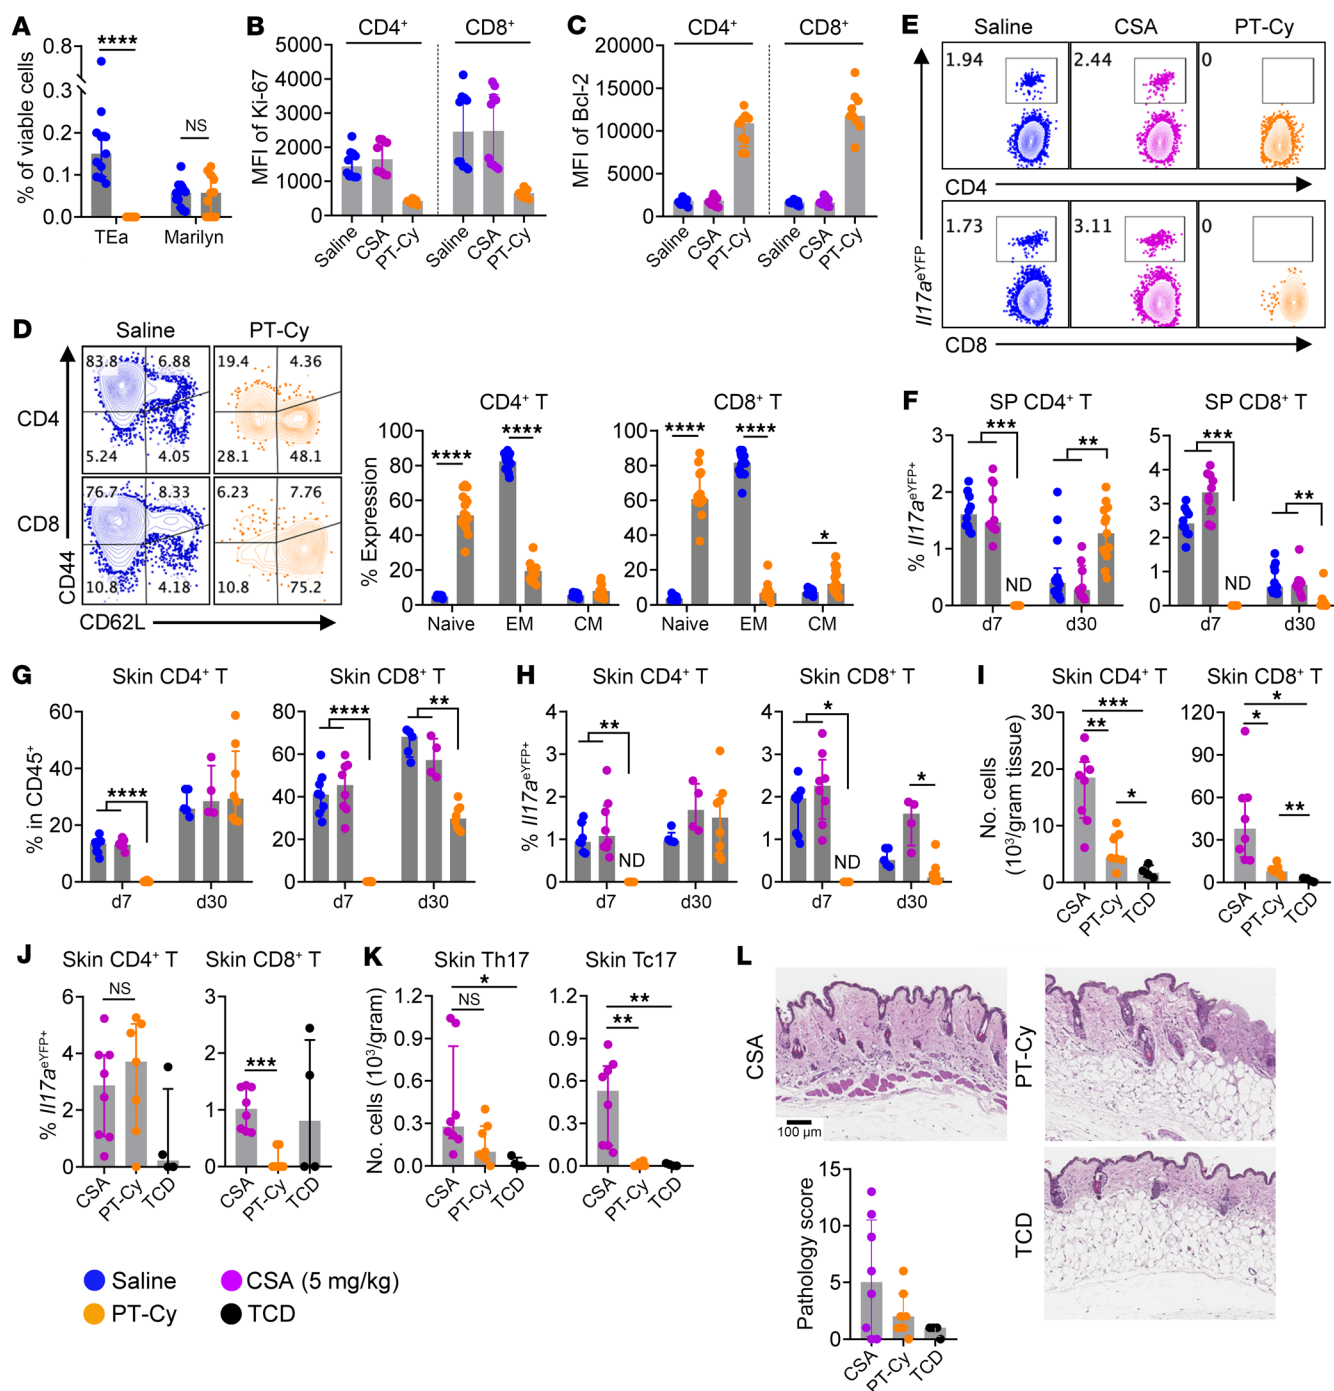 A
% of viable cells
0.8
0.3
0.2
0.1
0.0
****
NS
TEa
Marilyn
B
CD4⁺
CD8⁺
MFI of Ki-67
5000
4000
3000
2000
1000
0
Saline
CSA
PT-Cy
Saline
CSA
PT-Cy
C
CD4⁺
CD8⁺
MFI of Bcl-2
20000
15000
10000
5000
0
Saline
CSA
PT-Cy
Saline
CSA
PT-Cy
E
Saline
CSA
PT-Cy
1.94
2.44
0
CD4
1.73
3.11
0
CD8
Il17aᵉʸᶠᴾ
D
Saline
PT-Cy
CD4
83.8
6.88
5.24
4.05
19.4
4.36
28.1
48.1
CD8
76.7
8.33
10.8
4.18
6.23
7.76
10.8
75.2
CD44
CD62L
CD4⁺ T
% Expression
100
80
60
40
20
0
****
****
Naive
EM
CM
CD8⁺ T
100
80
60
40
20
0
****
****
*
Naive
EM
CM
F
SP CD4⁺ T
% Il17aᵉʸᶠᴾ⁺
3
2
1
0
***
**
ND
d7
d30
SP CD8⁺ T
5
4
3
2
1
0
***
**
ND
d7
d30
G
Skin CD4⁺ T
% in CD45⁺
60
40
20
0
****
d7
d30
Skin CD8⁺ T
80
60
40
20
0
****
**
d7
d30
H
Skin CD4⁺ T
% Il17aᵉʸᶠᴾ⁺
4
3
2
1
0
**
ND
d7
d30
Skin CD8⁺ T
4
3
2
1
0
*
*
ND
d7
d30
I
Skin CD4⁺ T
No. cells
(10³/gram tissue)
30
20
10
0
***
**
*
CSA
PT-Cy
TCD
Skin CD8⁺ T
120
90
60
30
0
*
*
**
CSA
PT-Cy
TCD
J
Skin CD4⁺ T
% Il17aᵉʸᶠᴾ⁺
6
4
2
0
NS
CSA
PT-Cy
TCD
Skin CD8⁺ T
3
2
1
0
***
CSA
PT-Cy
TCD
K
Skin Th17
No. cells (10³/gram)
1.2
0.9
0.6
0.3
0.0
*
NS
CSA
PT-Cy
TCD
Skin Tc17
1.2
0.9
0.6
0.3
0.0
**
**
CSA
PT-Cy
TCD
L
CSA
100 µm
PT-Cy
TCD
Pathology score
15
10
5
0
CSA
PT-Cy
TCD
Saline
CSA (5 mg/kg)
PT-Cy
TCD